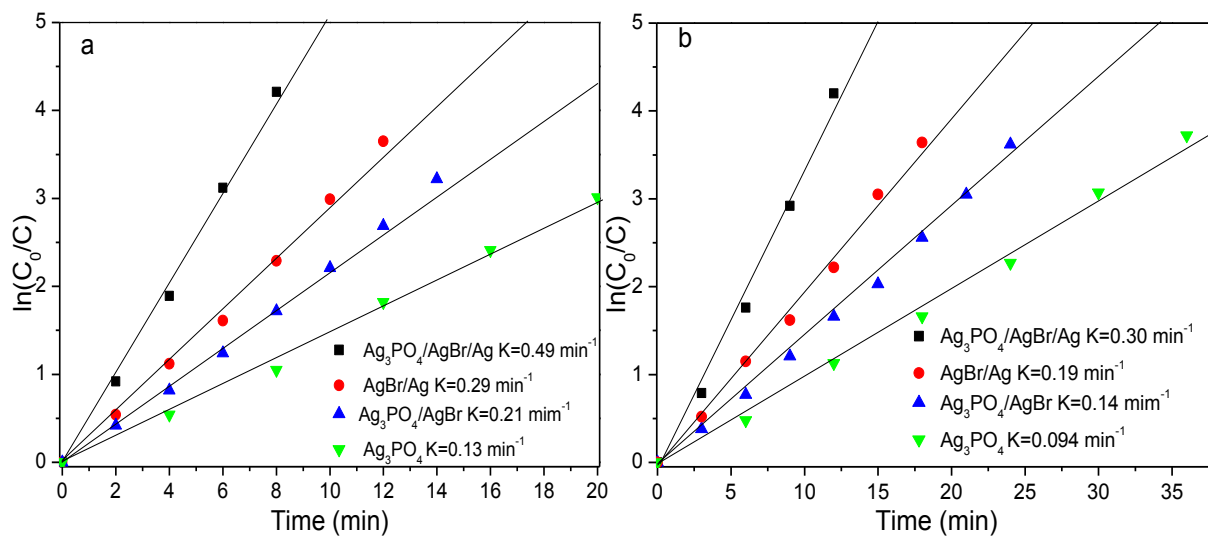 a
ln(C₀/C)
5
4
3
2
1
0
Ag₃PO₄/AgBr/Ag K=0.49 min⁻¹
AgBr/Ag K=0.29 min⁻¹
Ag₃PO₄/AgBr K=0.21 mim⁻¹
Ag₃PO₄ K=0.13 min⁻¹
0 2 4 6 8 10 12 14 16 18 20
Time (min)
b
ln(C₀/C)
5
4
3
2
1
0
Ag₃PO₄/AgBr/Ag K=0.30 min⁻¹
AgBr/Ag K=0.19 min⁻¹
Ag₃PO₄/AgBr K=0.14 mim⁻¹
Ag₃PO₄ K=0.094 min⁻¹
0 5 10 15 20 25 30 35
Time (min)